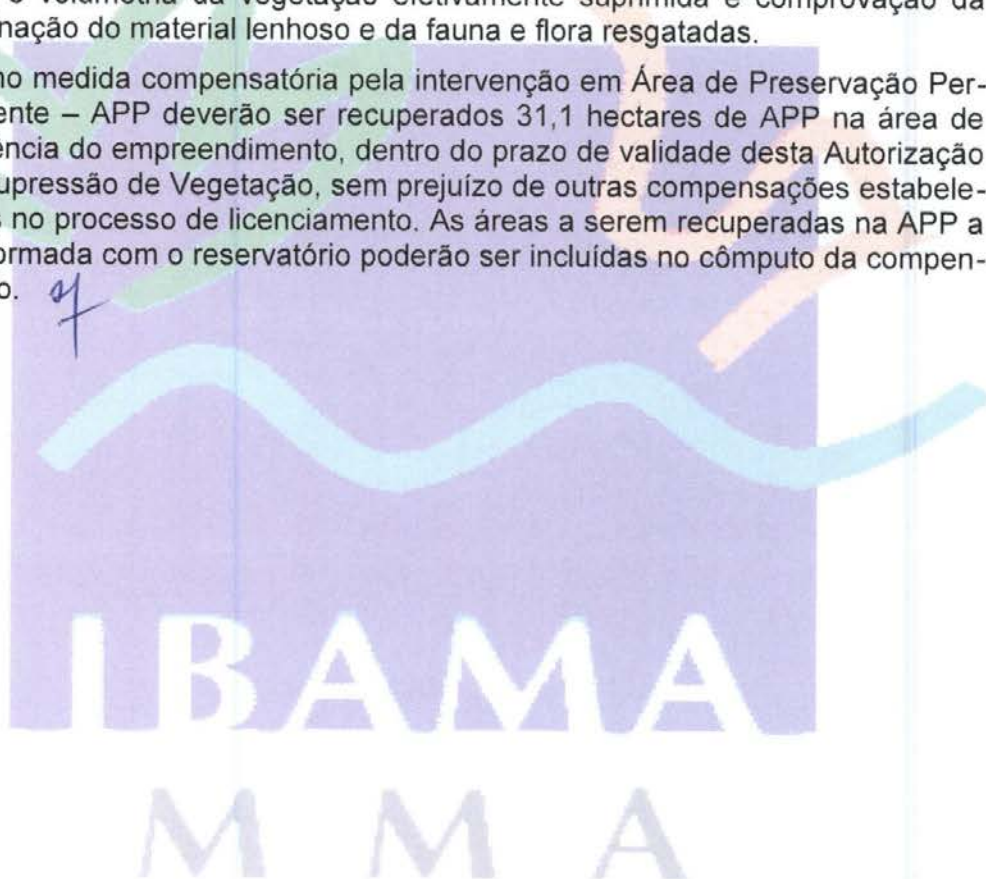 e volumetria da vegetação efetivamente suprimida e comprovação da
nação do material lenhoso e da fauna e flora resgatadas.
no medida compensatória pela intervenção em Área de Preservação Per-
ente – APP deverão ser recuperados 31,1 hectares de APP na área de
ência do empreendimento, dentro do prazo de validade desta Autorização
upressão de Vegetação, sem prejuízo de outras compensações estabele-
s no processo de licenciamento. As áreas a serem recuperadas na APP a
ormada com o reservatório poderão ser incluídas no cômputo da compen-
o.
IBAMA
M M A